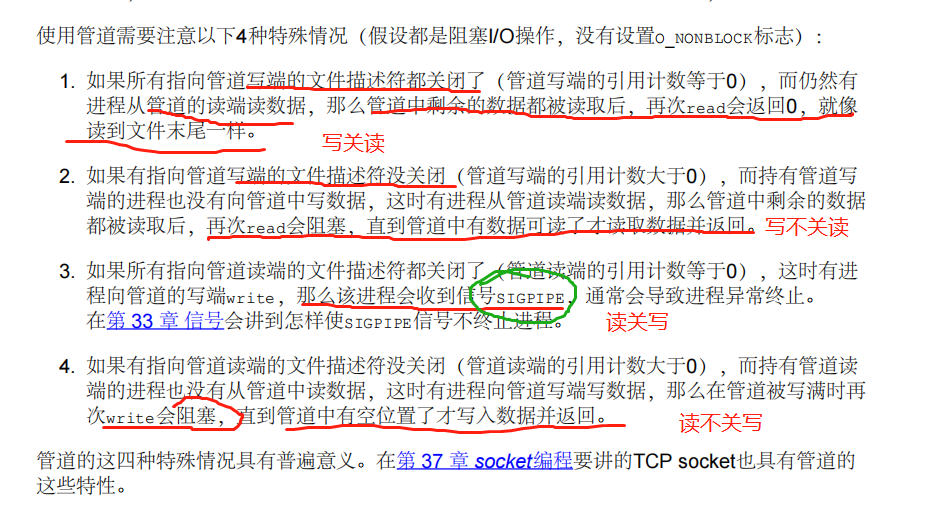 使用管道需要注意以下4种特殊情况（假设都是阻塞I/O操作，没有设置O_NONBLOCK标志）：
1. 如果所有指向管道写端的文件描述符都关闭了（管道写端的引用计数等于0），而仍然有
进程从管道的读端读数据，那么管道中剩余的数据都被读取后，再次read会返回0，就像
读到文件末尾一样。
写关读
2. 如果有指向管道写端的文件描述符没关闭（管道写端的引用计数大于0），而持有管道写
端的进程也没有向管道中写数据，这时有进程从管道读端读数据，那么管道中剩余的数据
都被读取后，再次read会阻塞，直到管道中有数据可读了才读取数据并返回。 写不关读
3. 如果所有指向管道读端的文件描述符都关闭了（管道读端的引用计数等于0），这时有进
程向管道的写端write，那么该进程会收到信号SIGPIPE，通常会导致进程异常终止。
在第 33 章 信号会讲到怎样使SIGPIPE信号不终止进程。 读关写
4. 如果有指向管道读端的文件描述符没关闭（管道读端的引用计数大于0），而持有管道读
端的进程也没有从管道中读数据，这时有进程向管道写端写数据，那么在管道被写满时再
次write会阻塞，直到管道中有空位置了才写入数据并返回。 读不关写
管道的这四种特殊情况具有普遍意义。在第 37 章 socket编程要讲的TCP socket也具有管道的
这些特性。